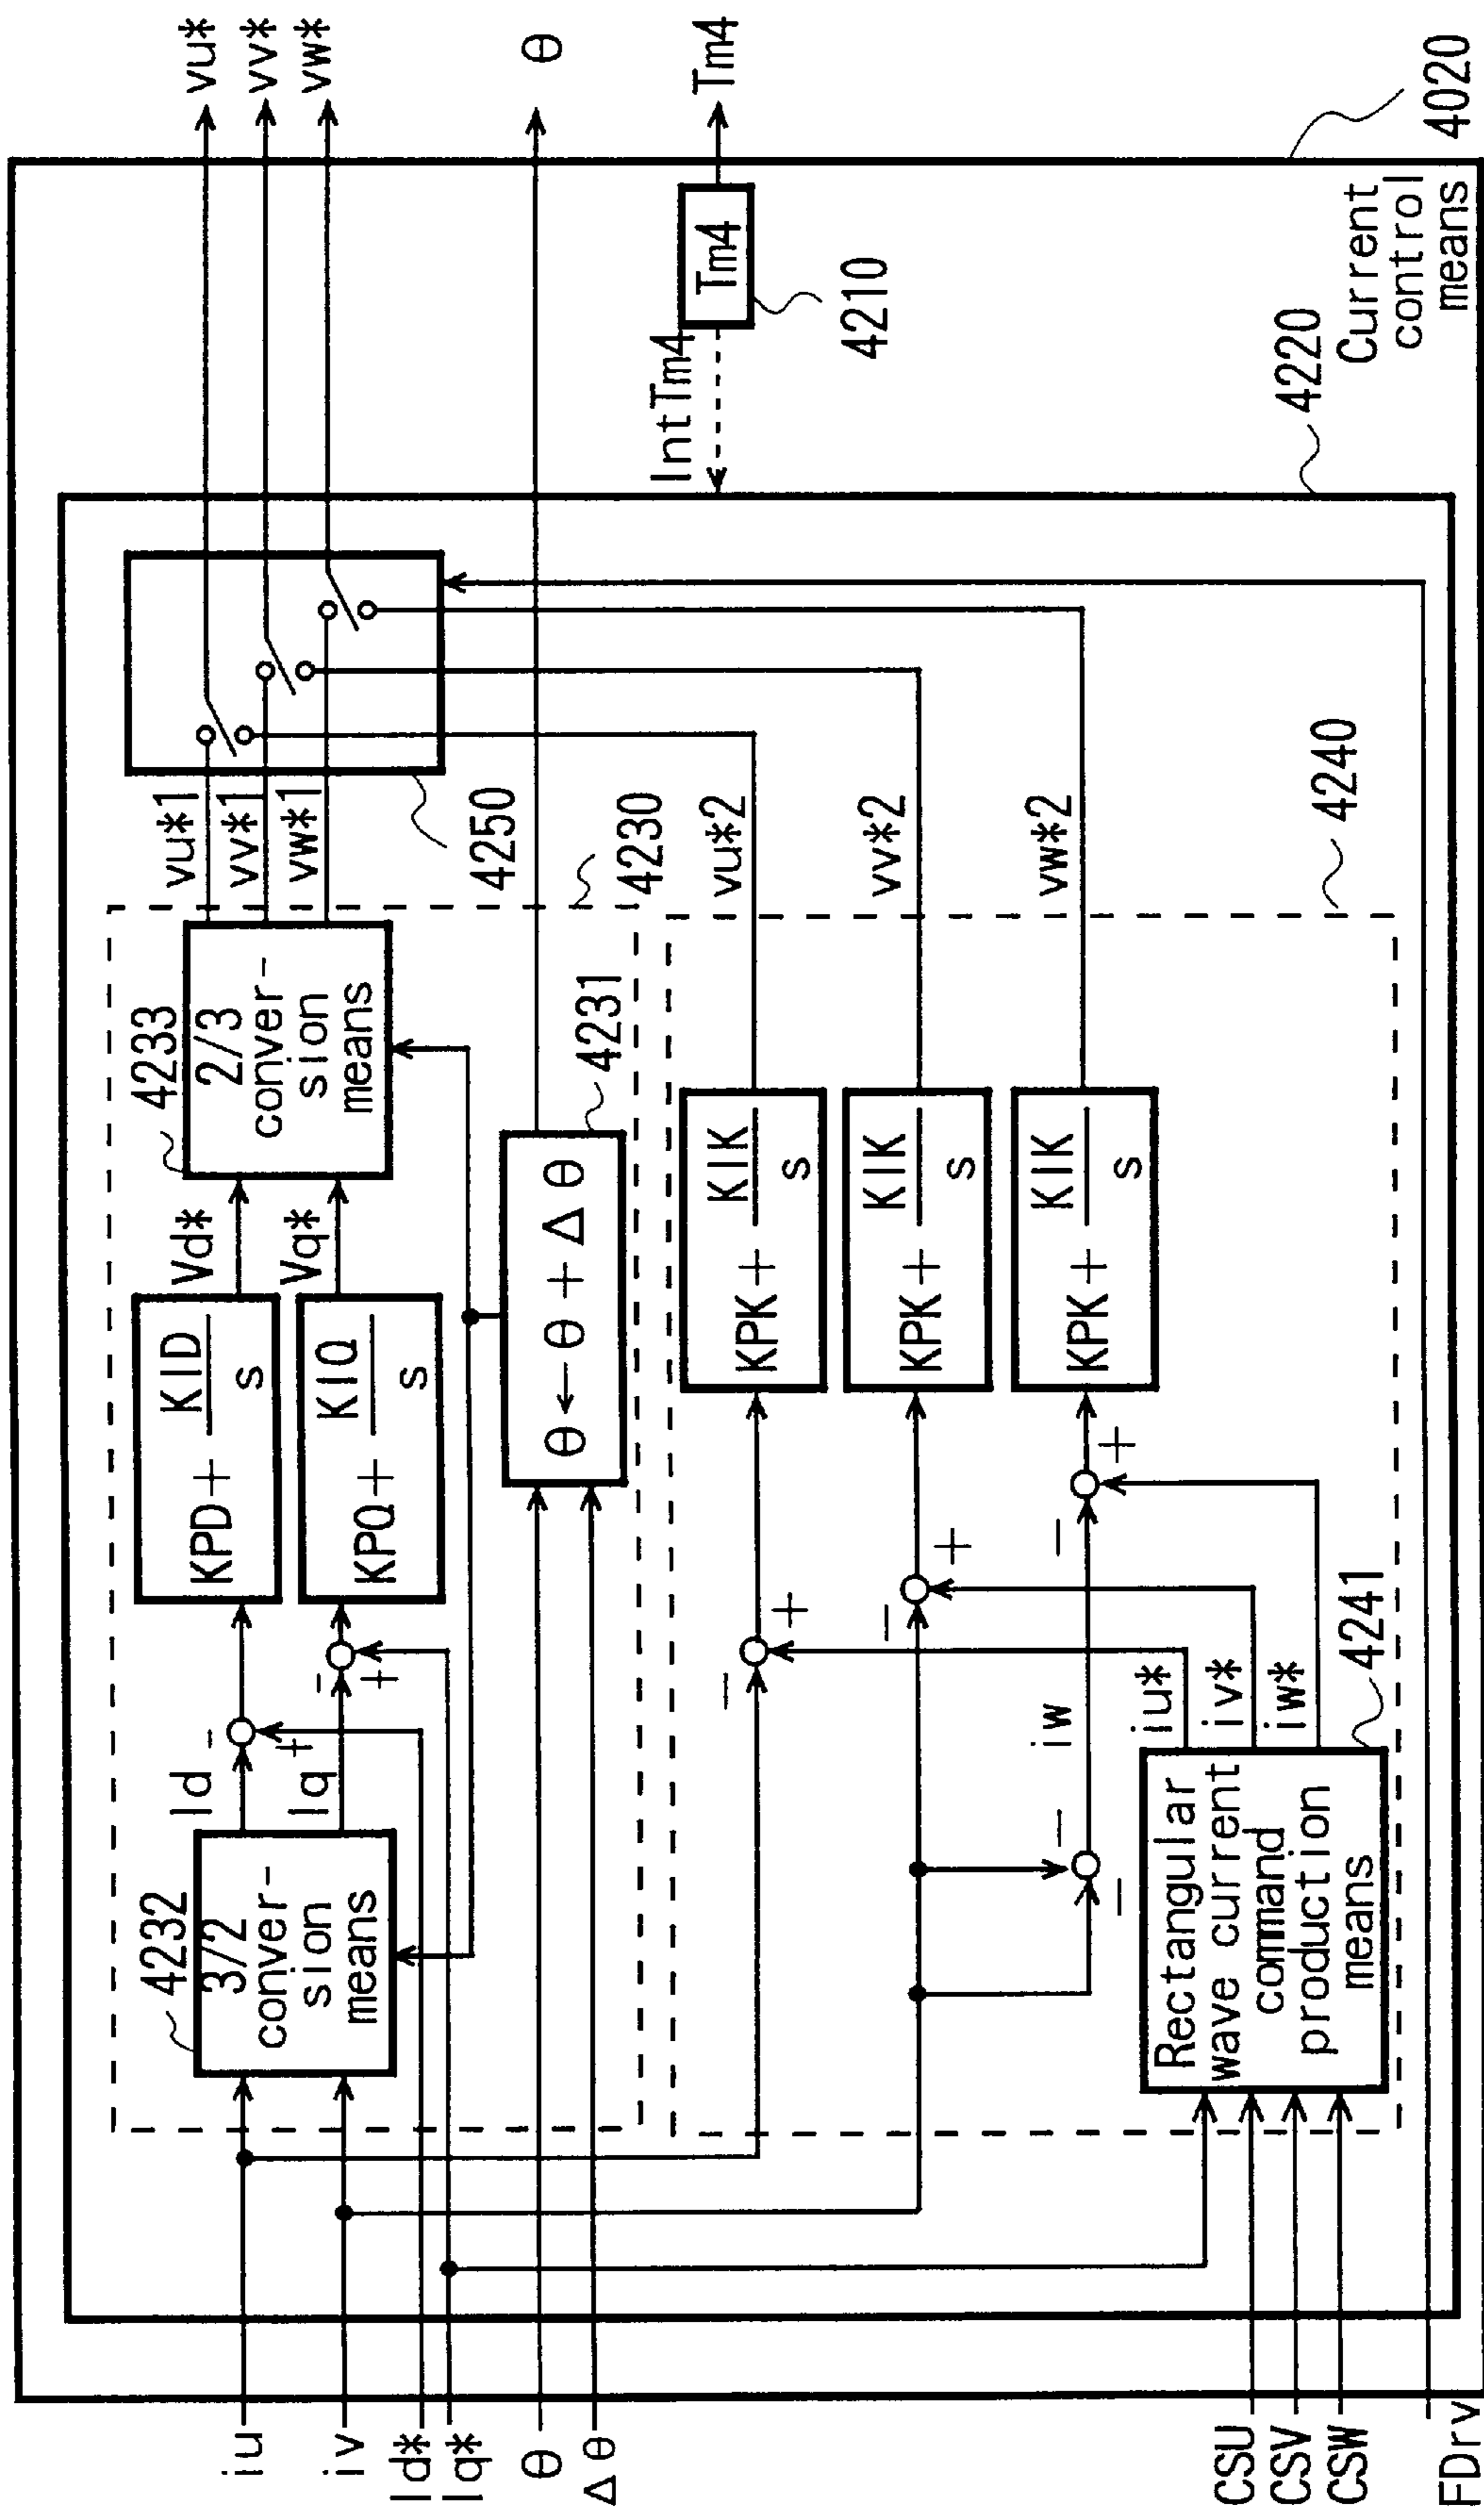 iu
iv
Id*
Iq*
θ
Δθ
CSU
CSV
CSW
FDrv
4232
3/2
conver-
sion
means
Id
-
+
Iq
-
+
KPD+
KID
s
KPQ+
KIQ
s
Vd*
Vq*
4233
2/3
conver-
sion
means
θ←θ+Δθ
4231
4230
vu*1
vv*1
vw*1
4250
Rectangular
wave current
command
production
means
4241
iu*
iv*
iw*
iw
−
−
−
+
−
+
−
+
KPK+
KIK
s
KPK+
KIK
s
KPK+
KIK
s
vu*2
vv*2
vw*2
4240
4220
IntTm4
Tm4
4210
Current
control
means
4020
vu*
vv*
vw*
θ
Tm4